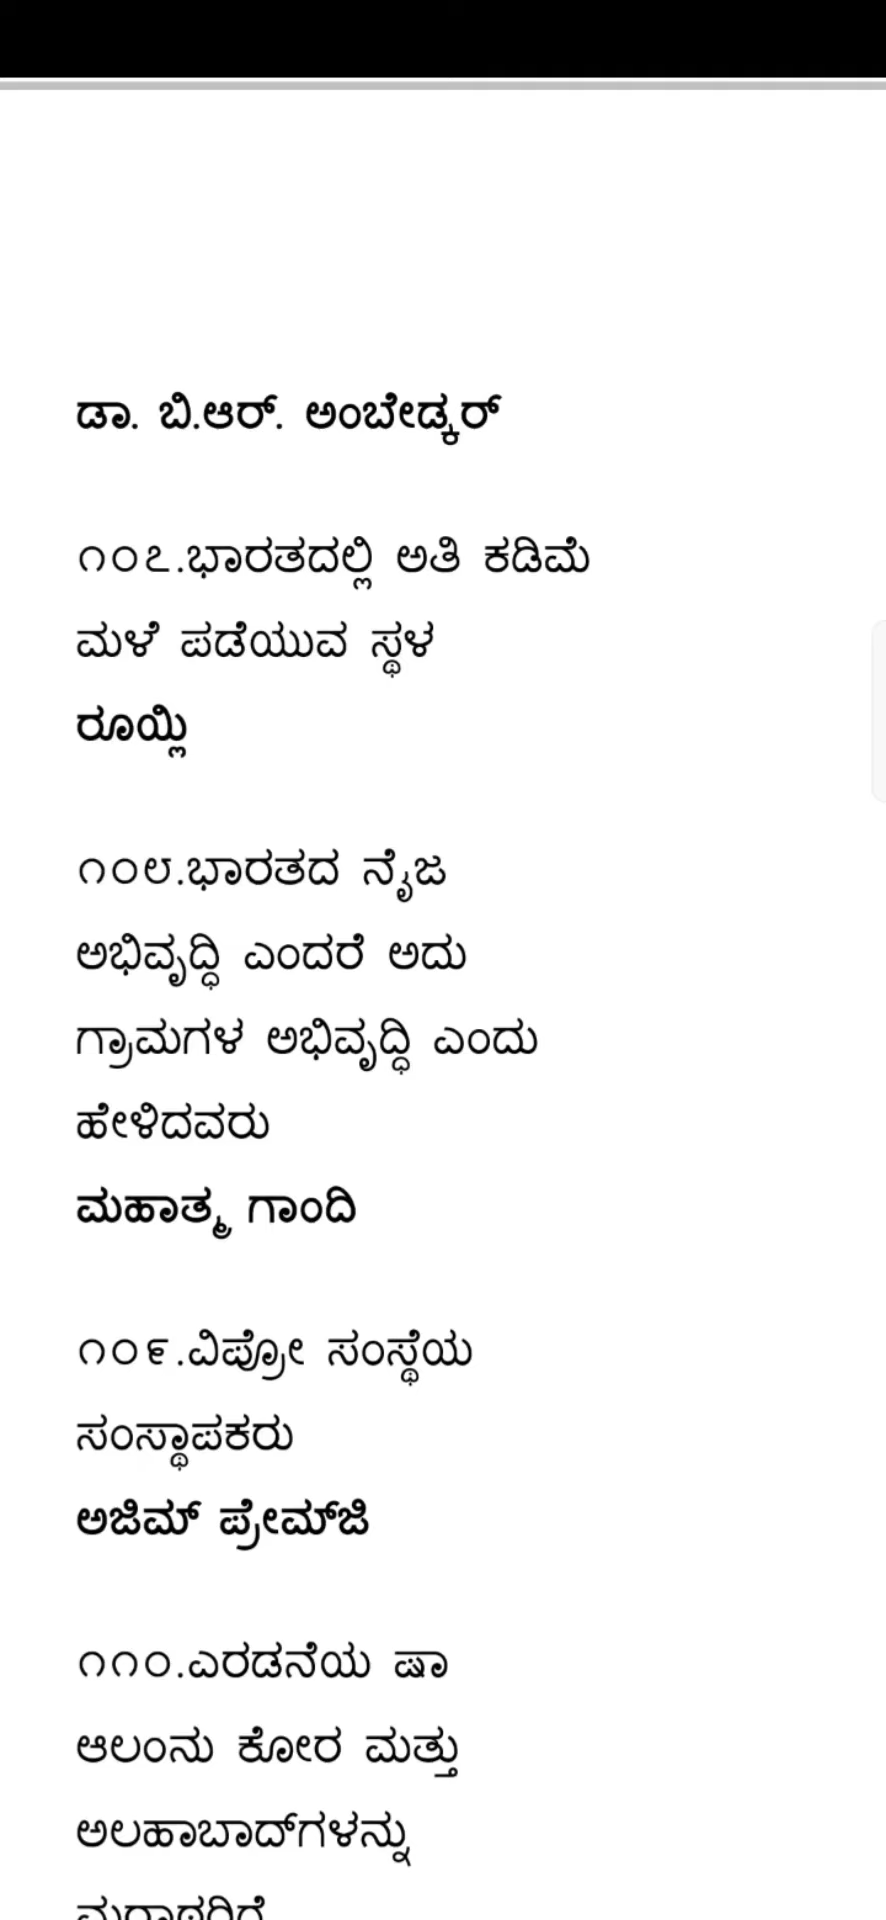 ಡಾ. ಬಿ.ಆರ್. ಅಂಬೇಡ್ಕರ್
೧೦೭.ಭಾರತದಲ್ಲಿ ಅತಿ ಕಡಿಮೆ
ಮಳೆ ಪಡೆಯುವ ಸ್ಥಳ
ರೂಯ್ಲಿ
೧೦೮.ಭಾರತದ ನೈಜ
ಅಭಿವೃದ್ಧಿ ಎಂದರೆ ಅದು
ಗ್ರಾಮಗಳ ಅಭಿವೃದ್ಧಿ ಎಂದು
ಹೇಳಿದವರು
ಮಹಾತ್ಮ ಗಾಂದಿ
೧೦೯.ವಿಪ್ರೋ ಸಂಸ್ಥೆಯ
ಸಂಸ್ಥಾಪಕರು
ಅಜಿಮ್ ಪ್ರೇಮ್‌ಜಿ
೧೧೦.ಎರಡನೆಯ ಷಾ
ಆಲಂನು ಕೋರ ಮತ್ತು
ಅಲಹಾಬಾದ್‌ಗಳನ್ನು